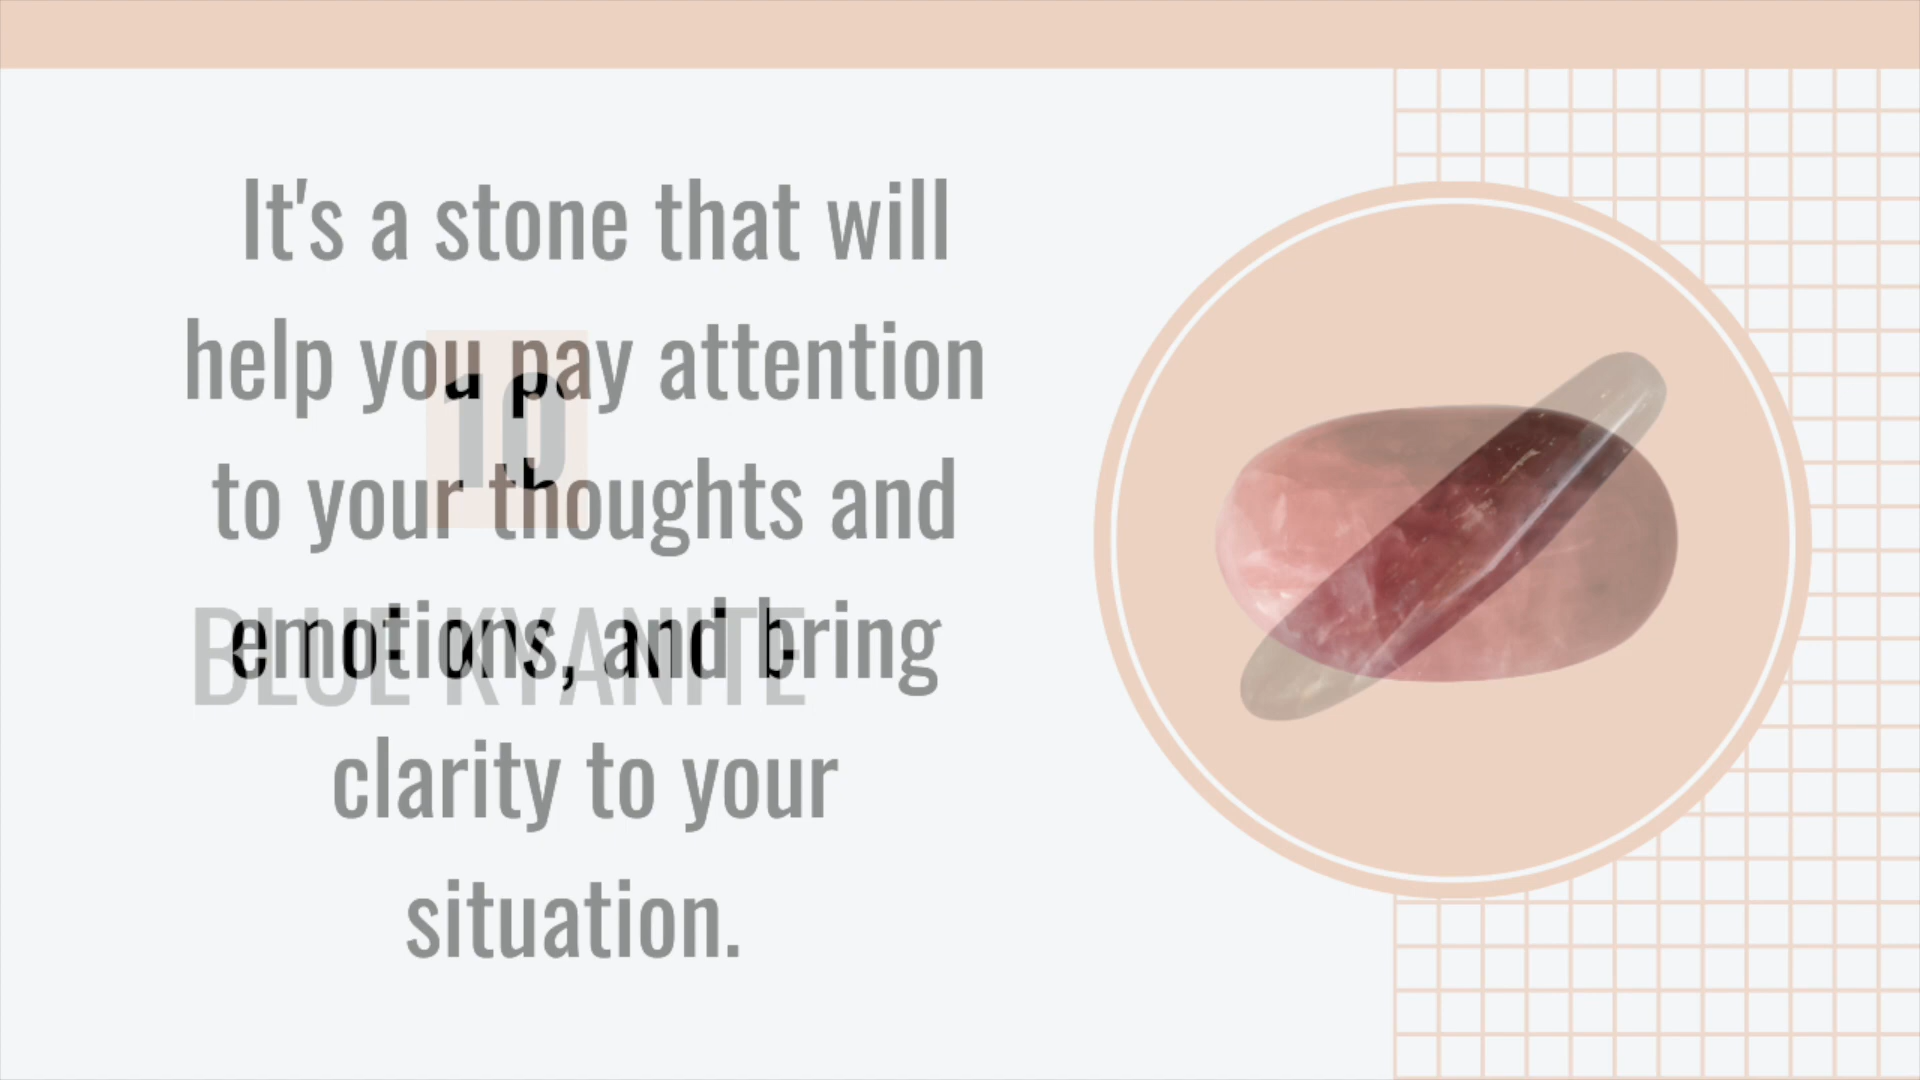 It's a stone that will
help you pay attention
to your thoughts and
emotions, and bring
clarity to your
situation.
10
BLUE KYANITE